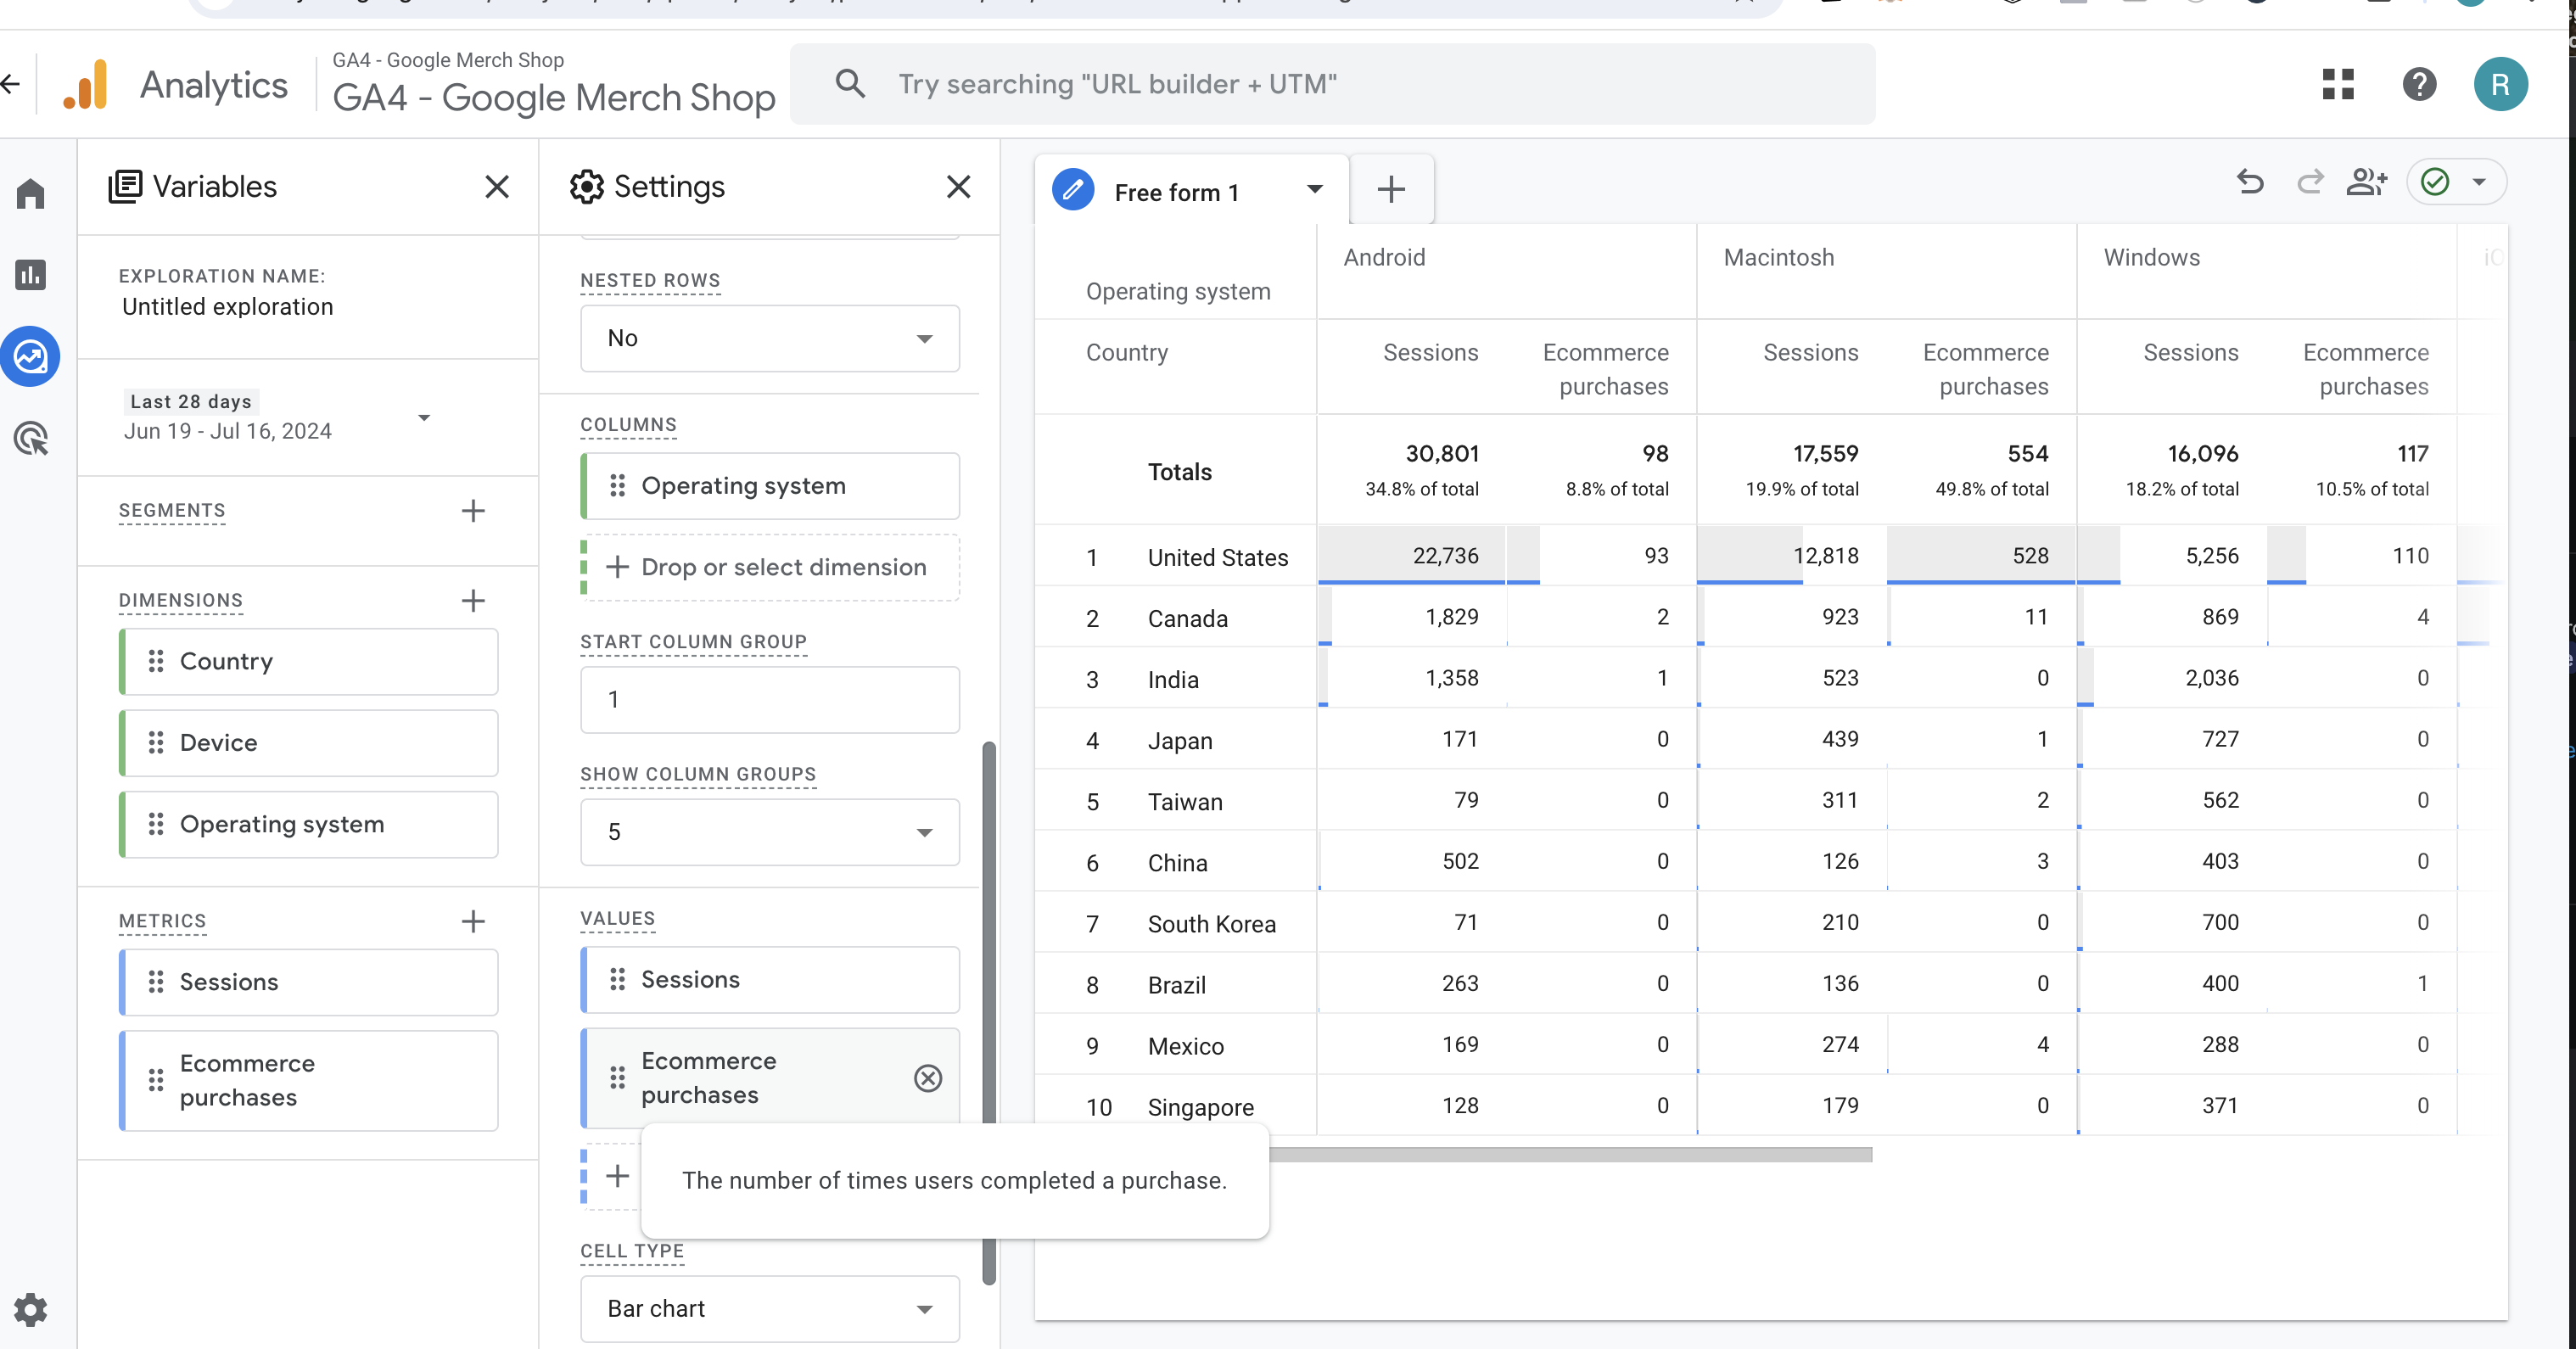 Analytics
GA4 - Google Merch Shop
GA4 - Google Merch Shop
Try searching "URL builder + UTM"
R
Variables
EXPLORATION NAME:
Untitled exploration
Last 28 days
Jun 19 - Jul 16, 2024
SEGMENTS
DIMENSIONS
Country
Device
Operating system
METRICS
Sessions
Ecommerce
purchases
Settings
NESTED ROWS
No
COLUMNS
Operating system
Drop or select dimension
START COLUMN GROUP
1
SHOW COLUMN GROUPS
5
VALUES
Sessions
Ecommerce
purchases
The number of times users completed a purchase.
CELL TYPE
Bar chart
Free form 1
Android Macintosh Windows
Operating system
Country Sessions Ecommerce Sessions Ecommerce Sessions Ecommerce
purchases purchases purchases
Totals
30,801 98 17,559 554 16,096 117
34.8% of total 8.8% of total 19.9% of total 49.8% of total 18.2% of total 10.5% of total
1 United States 22,736 93 12,818 528 5,256 110
2 Canada 1,829 2 923 11 869 4
3 India 1,358 1 523 0 2,036 0
4 Japan 171 0 439 1 727 0
5 Taiwan 79 0 311 2 562 0
6 China 502 0 126 3 403 0
7 South Korea 71 0 210 0 700 0
8 Brazil 263 0 136 0 400 1
9 Mexico 169 0 274 4 288 0
10 Singapore 128 0 179 0 371 0